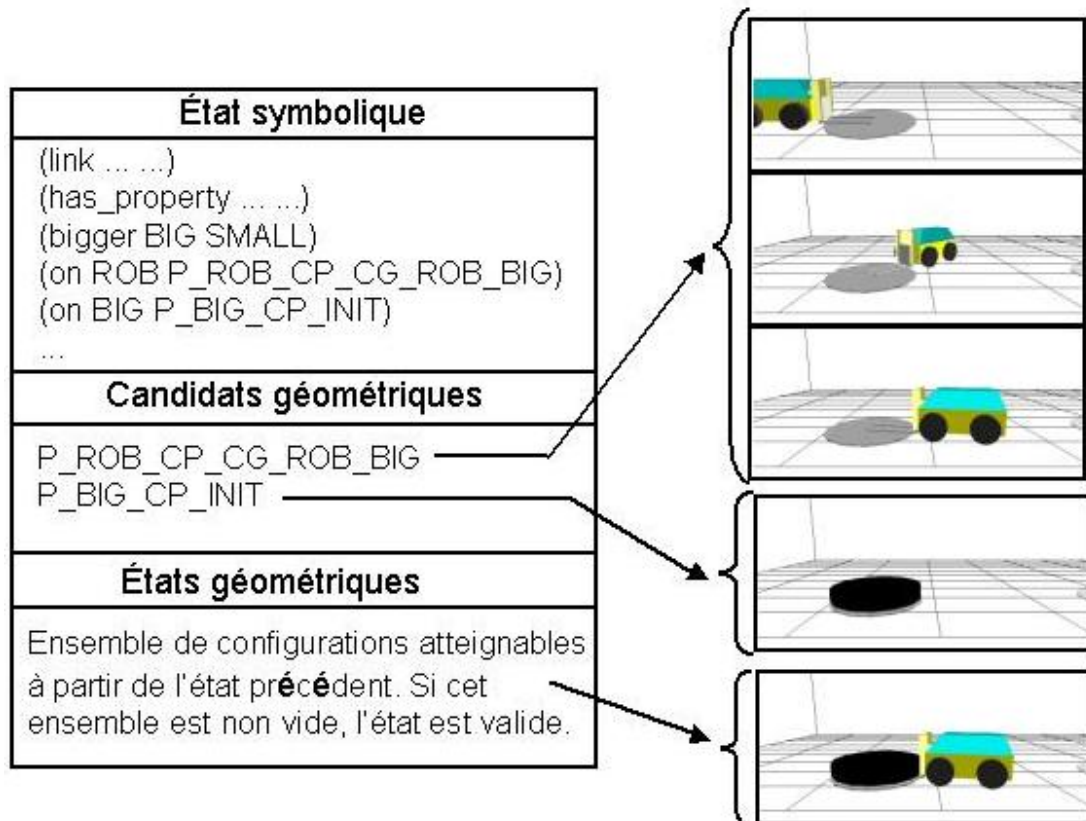 État symbolique
(link ... ...)
(has_property ... ...)
(bigger BIG SMALL)
(on ROB P_ROB_CP_CG_ROB_BIG)
(on BIG P_BIG_CP_INIT)
...
Candidats géométriques
P_ROB_CP_CG_ROB_BIG
P_BIG_CP_INIT
États géométriques
Ensemble de configurations atteignables
à partir de l'état précédent. Si cet
ensemble est non vide, l'état est valide.